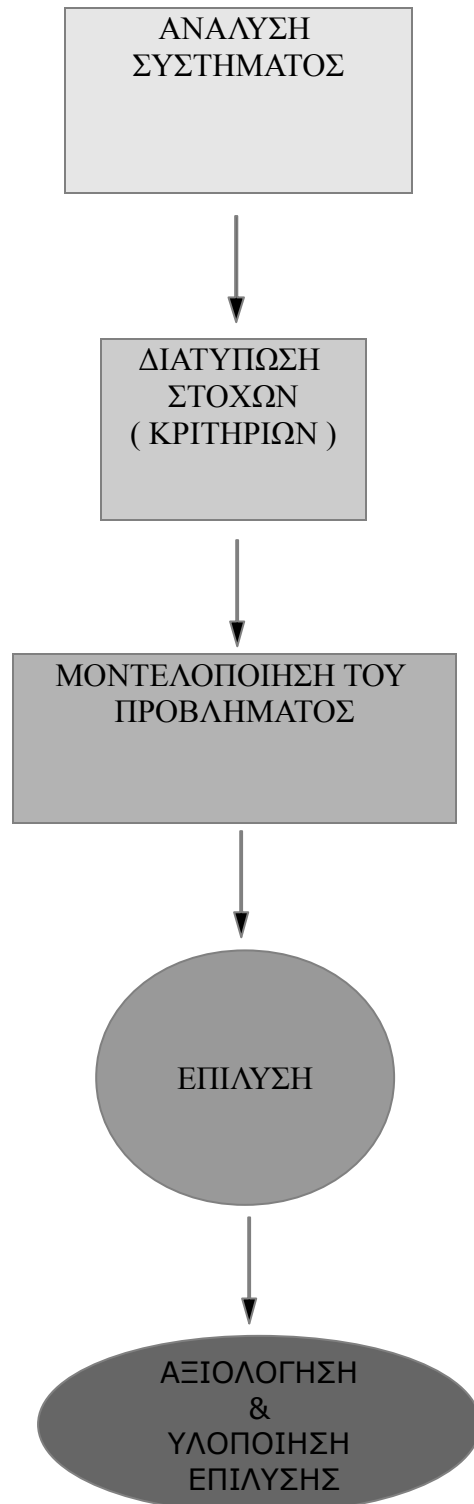 ΑΝΑΛΥΣΗ
ΣΥΣΤΗΜΑΤΟΣ
ΔΙΑΤΥΠΩΣΗ
ΣΤΟΧΩΝ
( ΚΡΙΤΗΡΙΩΝ )
ΜΟΝΤΕΛΟΠΟΙΗΣΗ ΤΟΥ
ΠΡΟΒΛΗΜΑΤΟΣ
ΕΠΙΛΥΣΗ
ΑΞΙΟΛΟΓΗΣΗ
&
ΥΛΟΠΟΙΗΣΗ
ΕΠΙΛΥΣΗΣ